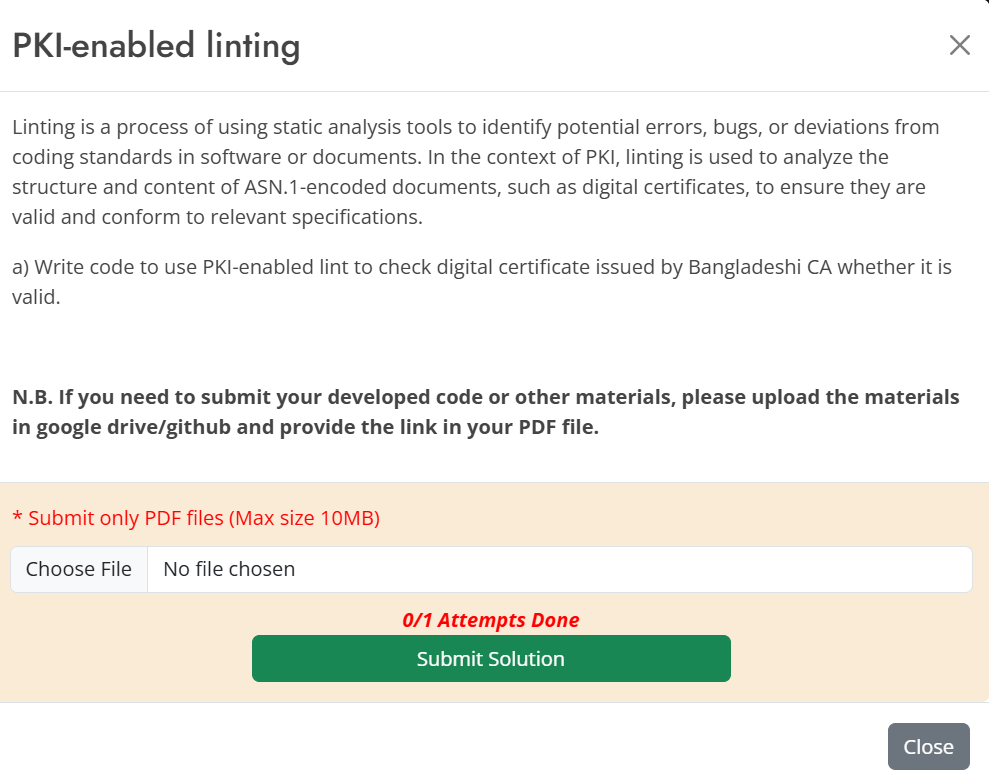 PKI-enabled linting
Linting is a process of using static analysis tools to identify potential errors, bugs, or deviations from
coding standards in software or documents. In the context of PKI, linting is used to analyze the
structure and content of ASN.1-encoded documents, such as digital certificates, to ensure they are
valid and conform to relevant specifications.
a) Write code to use PKI-enabled lint to check digital certificate issued by Bangladeshi CA whether it is
valid.
N.B. If you need to submit your developed code or other materials, please upload the materials
in google drive/github and provide the link in your PDF file.
* Submit only PDF files (Max size 10MB)
Choose File No file chosen
0/1 Attempts Done
Submit Solution
Close